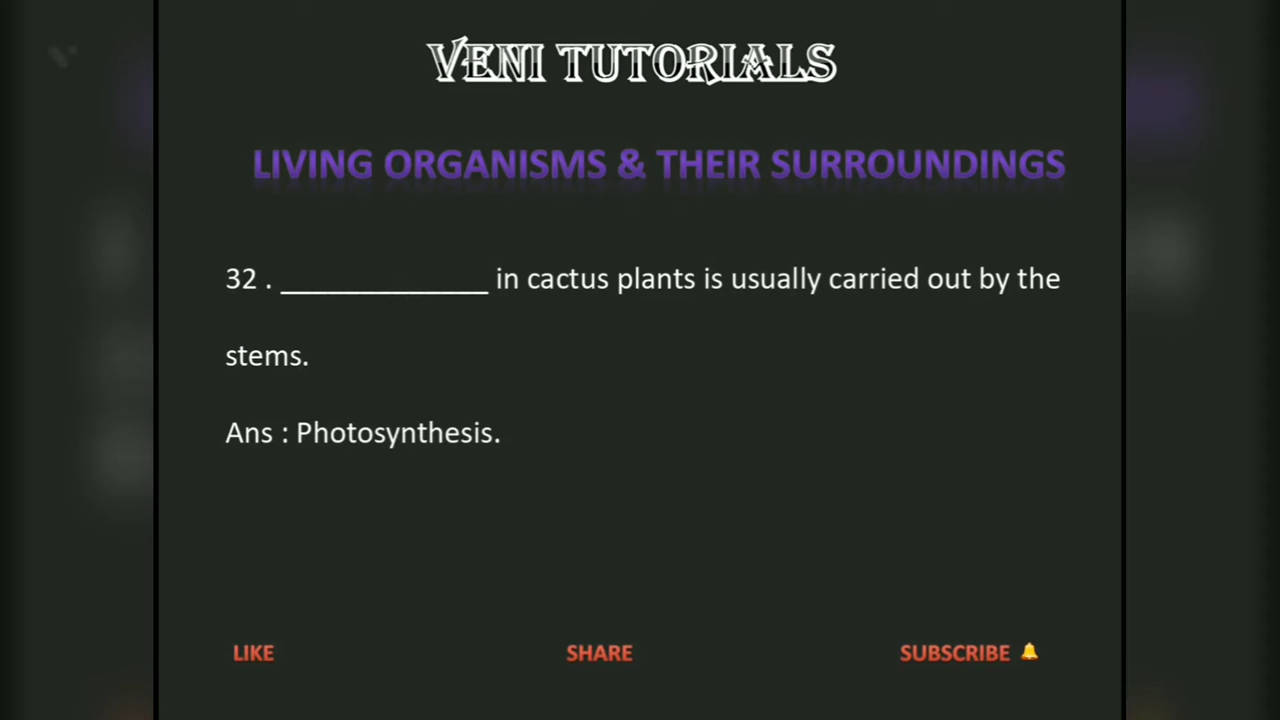 VENI TUTORIALS
LIVING ORGANISMS & THEIR SURROUNDINGS
32 . _____________ in cactus plants is usually carried out by the
stems.
Ans : Photosynthesis.
LIKE SHARE SUBSCRIBE 🔔